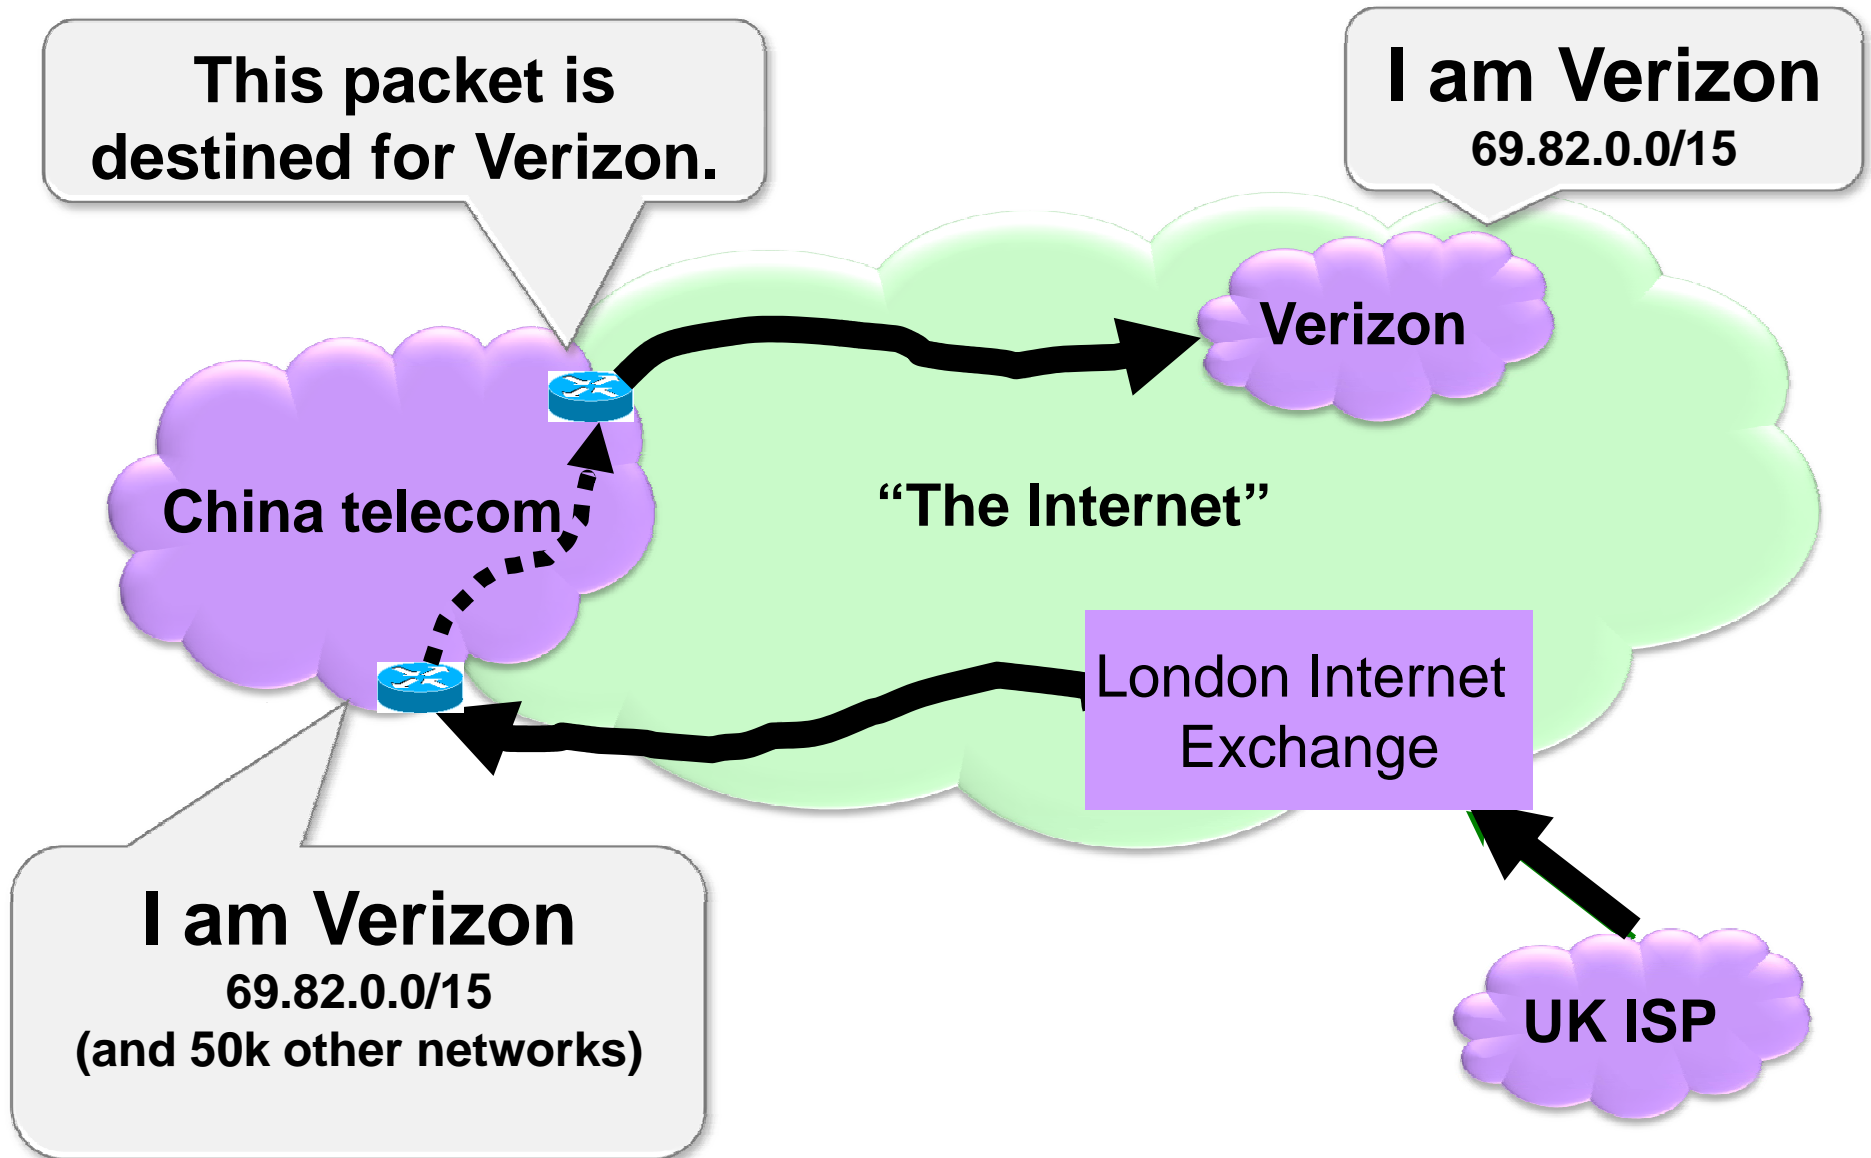 This packet is
destined for Verizon.
I am Verizon
69.82.0.0/15
Verizon
China telecom
“The Internet”
London Internet
Exchange
I am Verizon
69.82.0.0/15
(and 50k other networks)
UK ISP